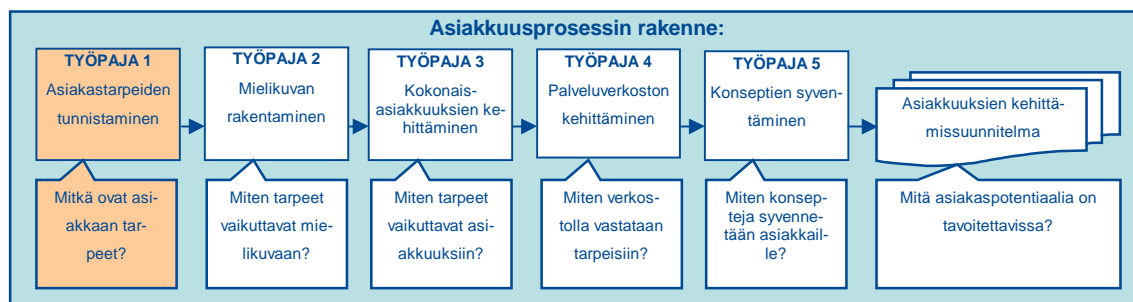 Asiakkuusprosessin rakenne:
TYÖPAJA 1
Asiakastarpeiden
tunnistaminen
TYÖPAJA 2
Mielikuvan
rakentaminen
TYÖPAJA 3
Kokonais-
asiakkuuksien ke-
hittäminen
TYÖPAJA 4
Palveluverkoston
kehittäminen
TYÖPAJA 5
Konseptien syven-
täminen
Asiakkuuksien kehittä-
missuunnitelma
Mitkä ovat asi-
akkaan tar-
peet?
Miten tarpeet
vaikuttavat mie-
likuvaan?
Miten tarpeet
vaikuttavat asi-
akkuuksiin?
Miten verkos-
tolla vastataan
tarpeisiin?
Miten konsep-
teja syvenne-
tään asiakkail-
le?
Mitä asiakaspotentiaalia on
tavoitettavissa?